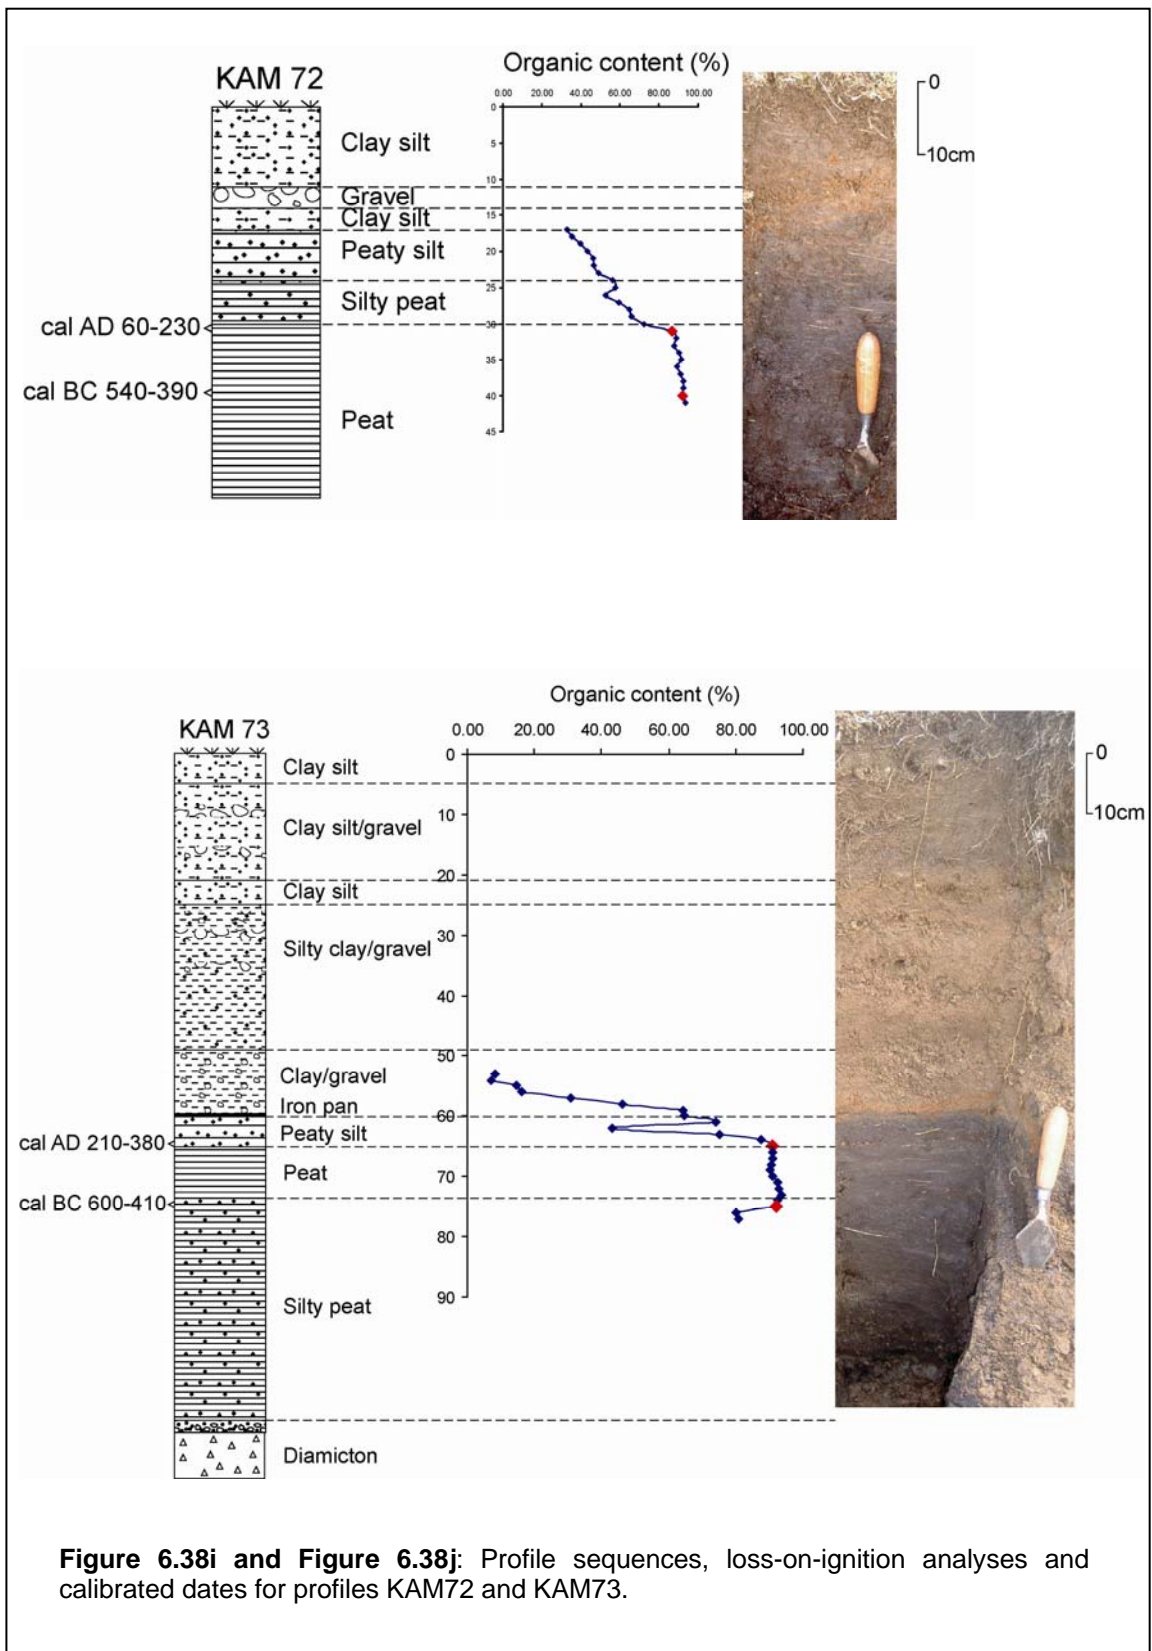 KAM 72
Organic content (%)
0.00 20.00 40.00 60.00 80.00 100.00
0
5
10
15
20
25
30
35
40
45
Clay silt
Gravel
Clay silt
Peaty silt
Silty peat
Peat
cal AD 60-230
cal BC 540-390
0
10cm
Organic content (%)
KAM 73
0.00 20.00 40.00 60.00 80.00 100.00
0
10
20
30
40
50
60
70
80
90
Clay silt
Clay silt/gravel
Clay silt
Silty clay/gravel
Clay/gravel
Iron pan
Peaty silt
Peat
Silty peat
Diamicton
cal AD 210-380
cal BC 600-410
0
10cm
Figure 6.38i and Figure 6.38j: Profile sequences, loss-on-ignition analyses and
calibrated dates for profiles KAM72 and KAM73.